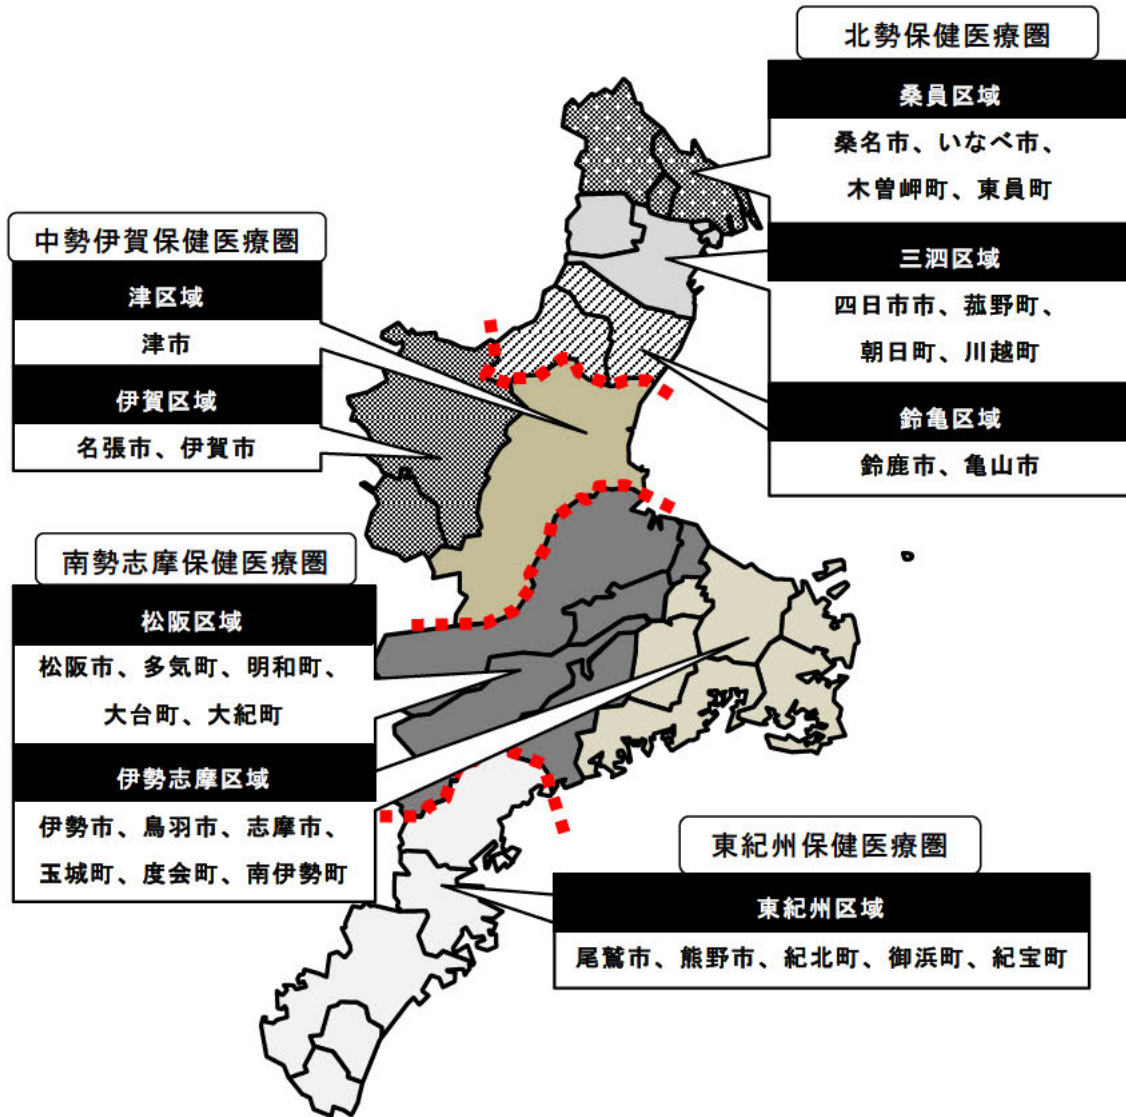 北勢保健医療圏
桑員区域
桑名市、いなべ市、
木曽岬町、東員町
三泗区域
四日市市、菰野町、
朝日町、川越町
鈴亀区域
鈴鹿市、亀山市
中勢伊賀保健医療圏
津区域
津市
伊賀区域
名張市、伊賀市
南勢志摩保健医療圏
松阪区域
松阪市、多気町、明和町、
大台町、大紀町
伊勢志摩区域
伊勢市、鳥羽市、志摩市、
玉城町、度会町、南伊勢町
東紀州保健医療圏
東紀州区域
尾鷲市、熊野市、紀北町、御浜町、紀宝町